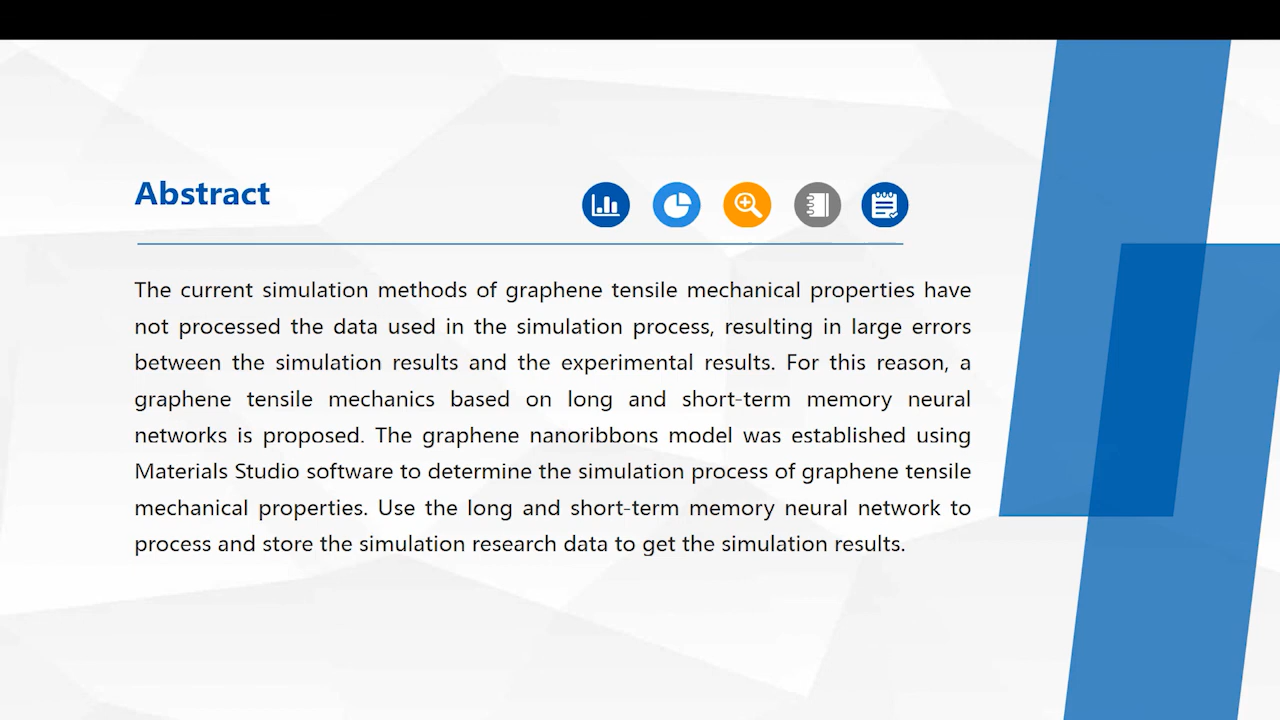 Abstract
The current simulation methods of graphene tensile mechanical properties have
not processed the data used in the simulation process, resulting in large errors
between the simulation results and the experimental results. For this reason, a
graphene tensile mechanics based on long and short-term memory neural
networks is proposed. The graphene nanoribbons model was established using
Materials Studio software to determine the simulation process of graphene tensile
mechanical properties. Use the long and short-term memory neural network to
process and store the simulation research data to get the simulation results.